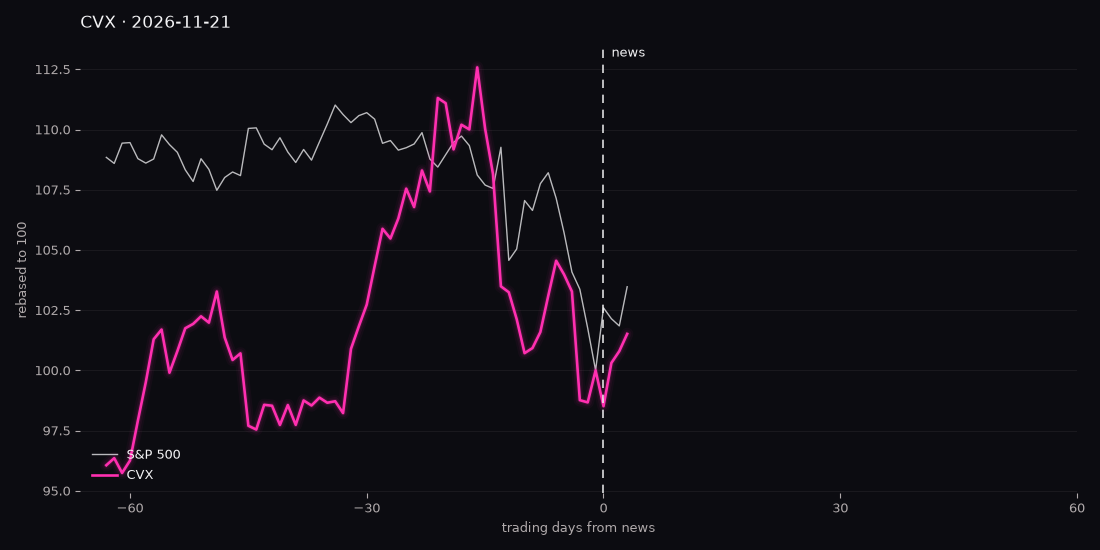 CVX · 2026-11-21
news
112.5
110.0
107.5
105.0
102.5
100.0
97.5
95.0
rebased to 100
S&P 500
CVX
−60
−30
0
30
60
trading days from news